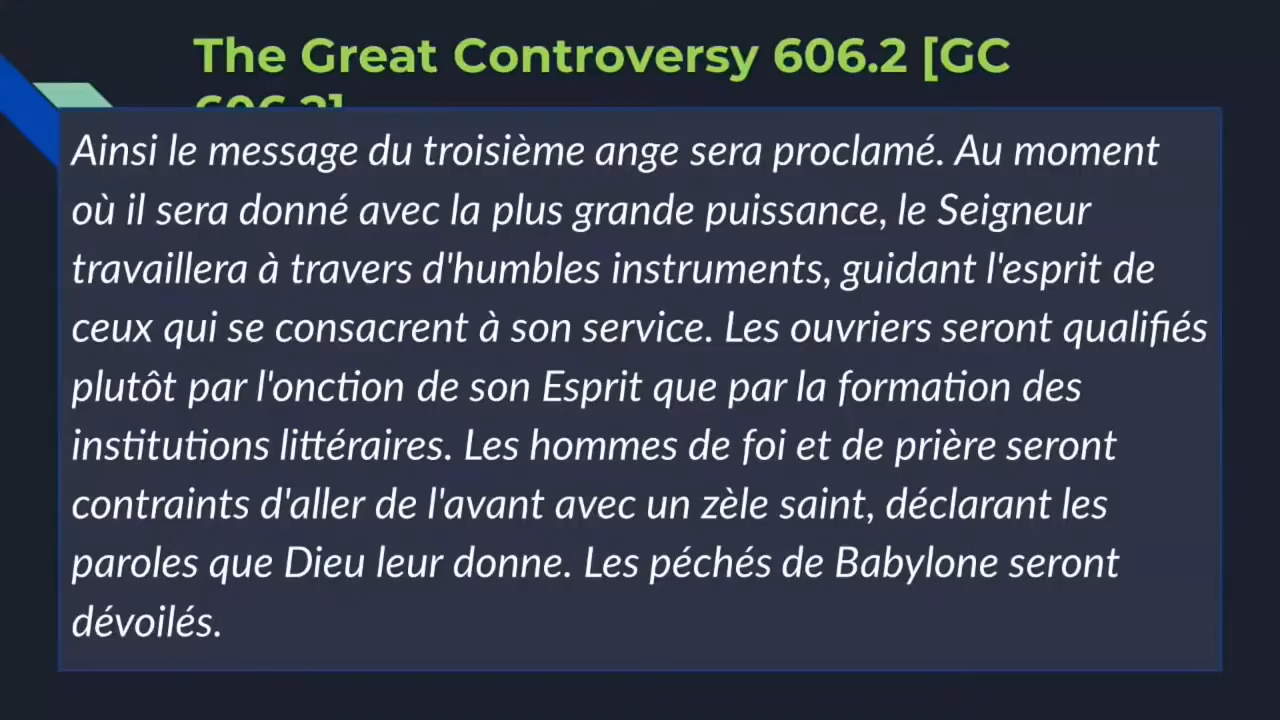 The Great Controversy 606.2 [GC
606.2]
Ainsi le message du troisième ange sera proclamé. Au moment
où il sera donné avec la plus grande puissance, le Seigneur
travaillera à travers d'humbles instruments, guidant l'esprit de
ceux qui se consacrent à son service. Les ouvriers seront qualifiés
plutôt par l'onction de son Esprit que par la formation des
institutions littéraires. Les hommes de foi et de prière seront
contraints d'aller de l'avant avec un zèle saint, déclarant les
paroles que Dieu leur donne. Les péchés de Babylone seront
dévoilés.